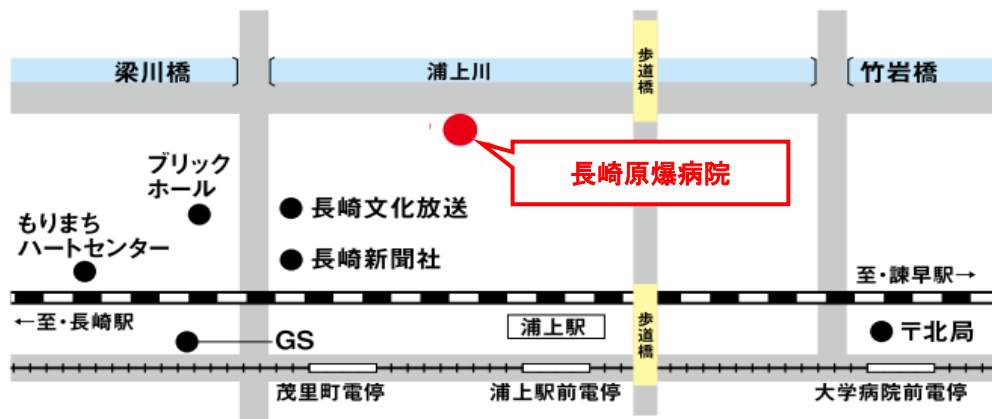 梁川橋
浦上川
歩道橋
竹岩橋
長崎原爆病院
ブリック
ホール
長崎文化放送
もりまち
ハートセンター
長崎新聞社
至・諫早駅→
←至・長崎駅
浦上駅
歩道橋
〒北局
GS
茂里町電停
浦上駅前電停
大学病院前電停